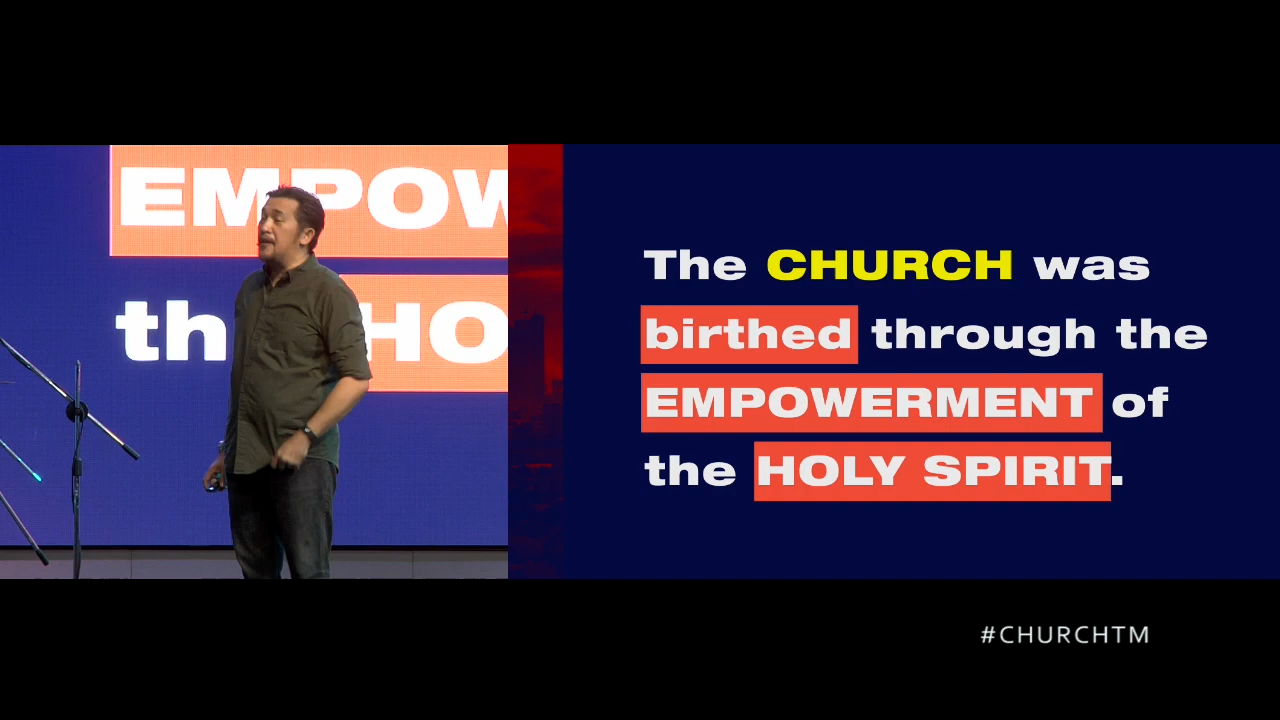 EMPOW
th HO
The CHURCH was
birthed through the
EMPOWERMENT of
the HOLY SPIRIT.
#CHURCHTM